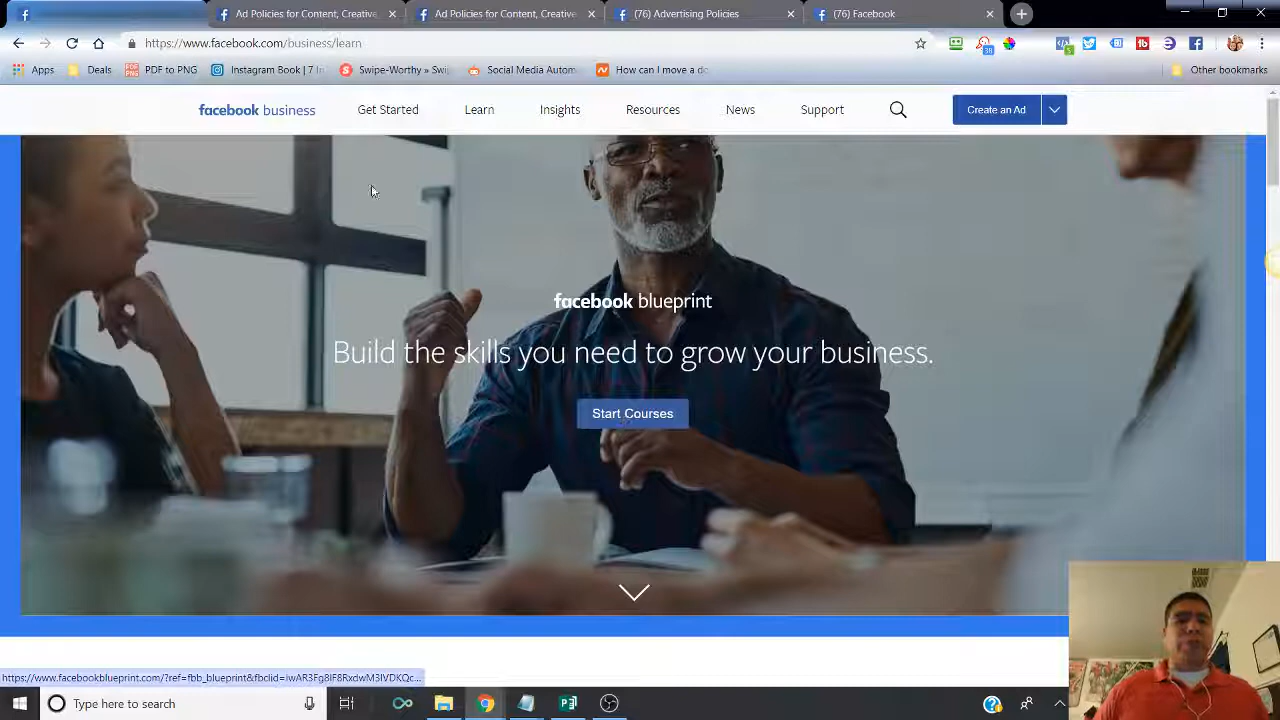 Ad Policies for Content, Creative,
Ad Policies for Content, Creative,
(76) Advertising Policies
(76) Facebook
https://www.facebook.com/business/learn
Apps
Deals
PDF to PNG
Instagram Book | 7 In
Swipe-Worthy » Swi
Social Media Autom
How can I move a do
Other bookmarks
facebook business
Get Started
Learn
Insights
Resources
News
Support
Create an Ad
facebook blueprint
Build the skills you need to grow your business.
Start Courses
Type here to search